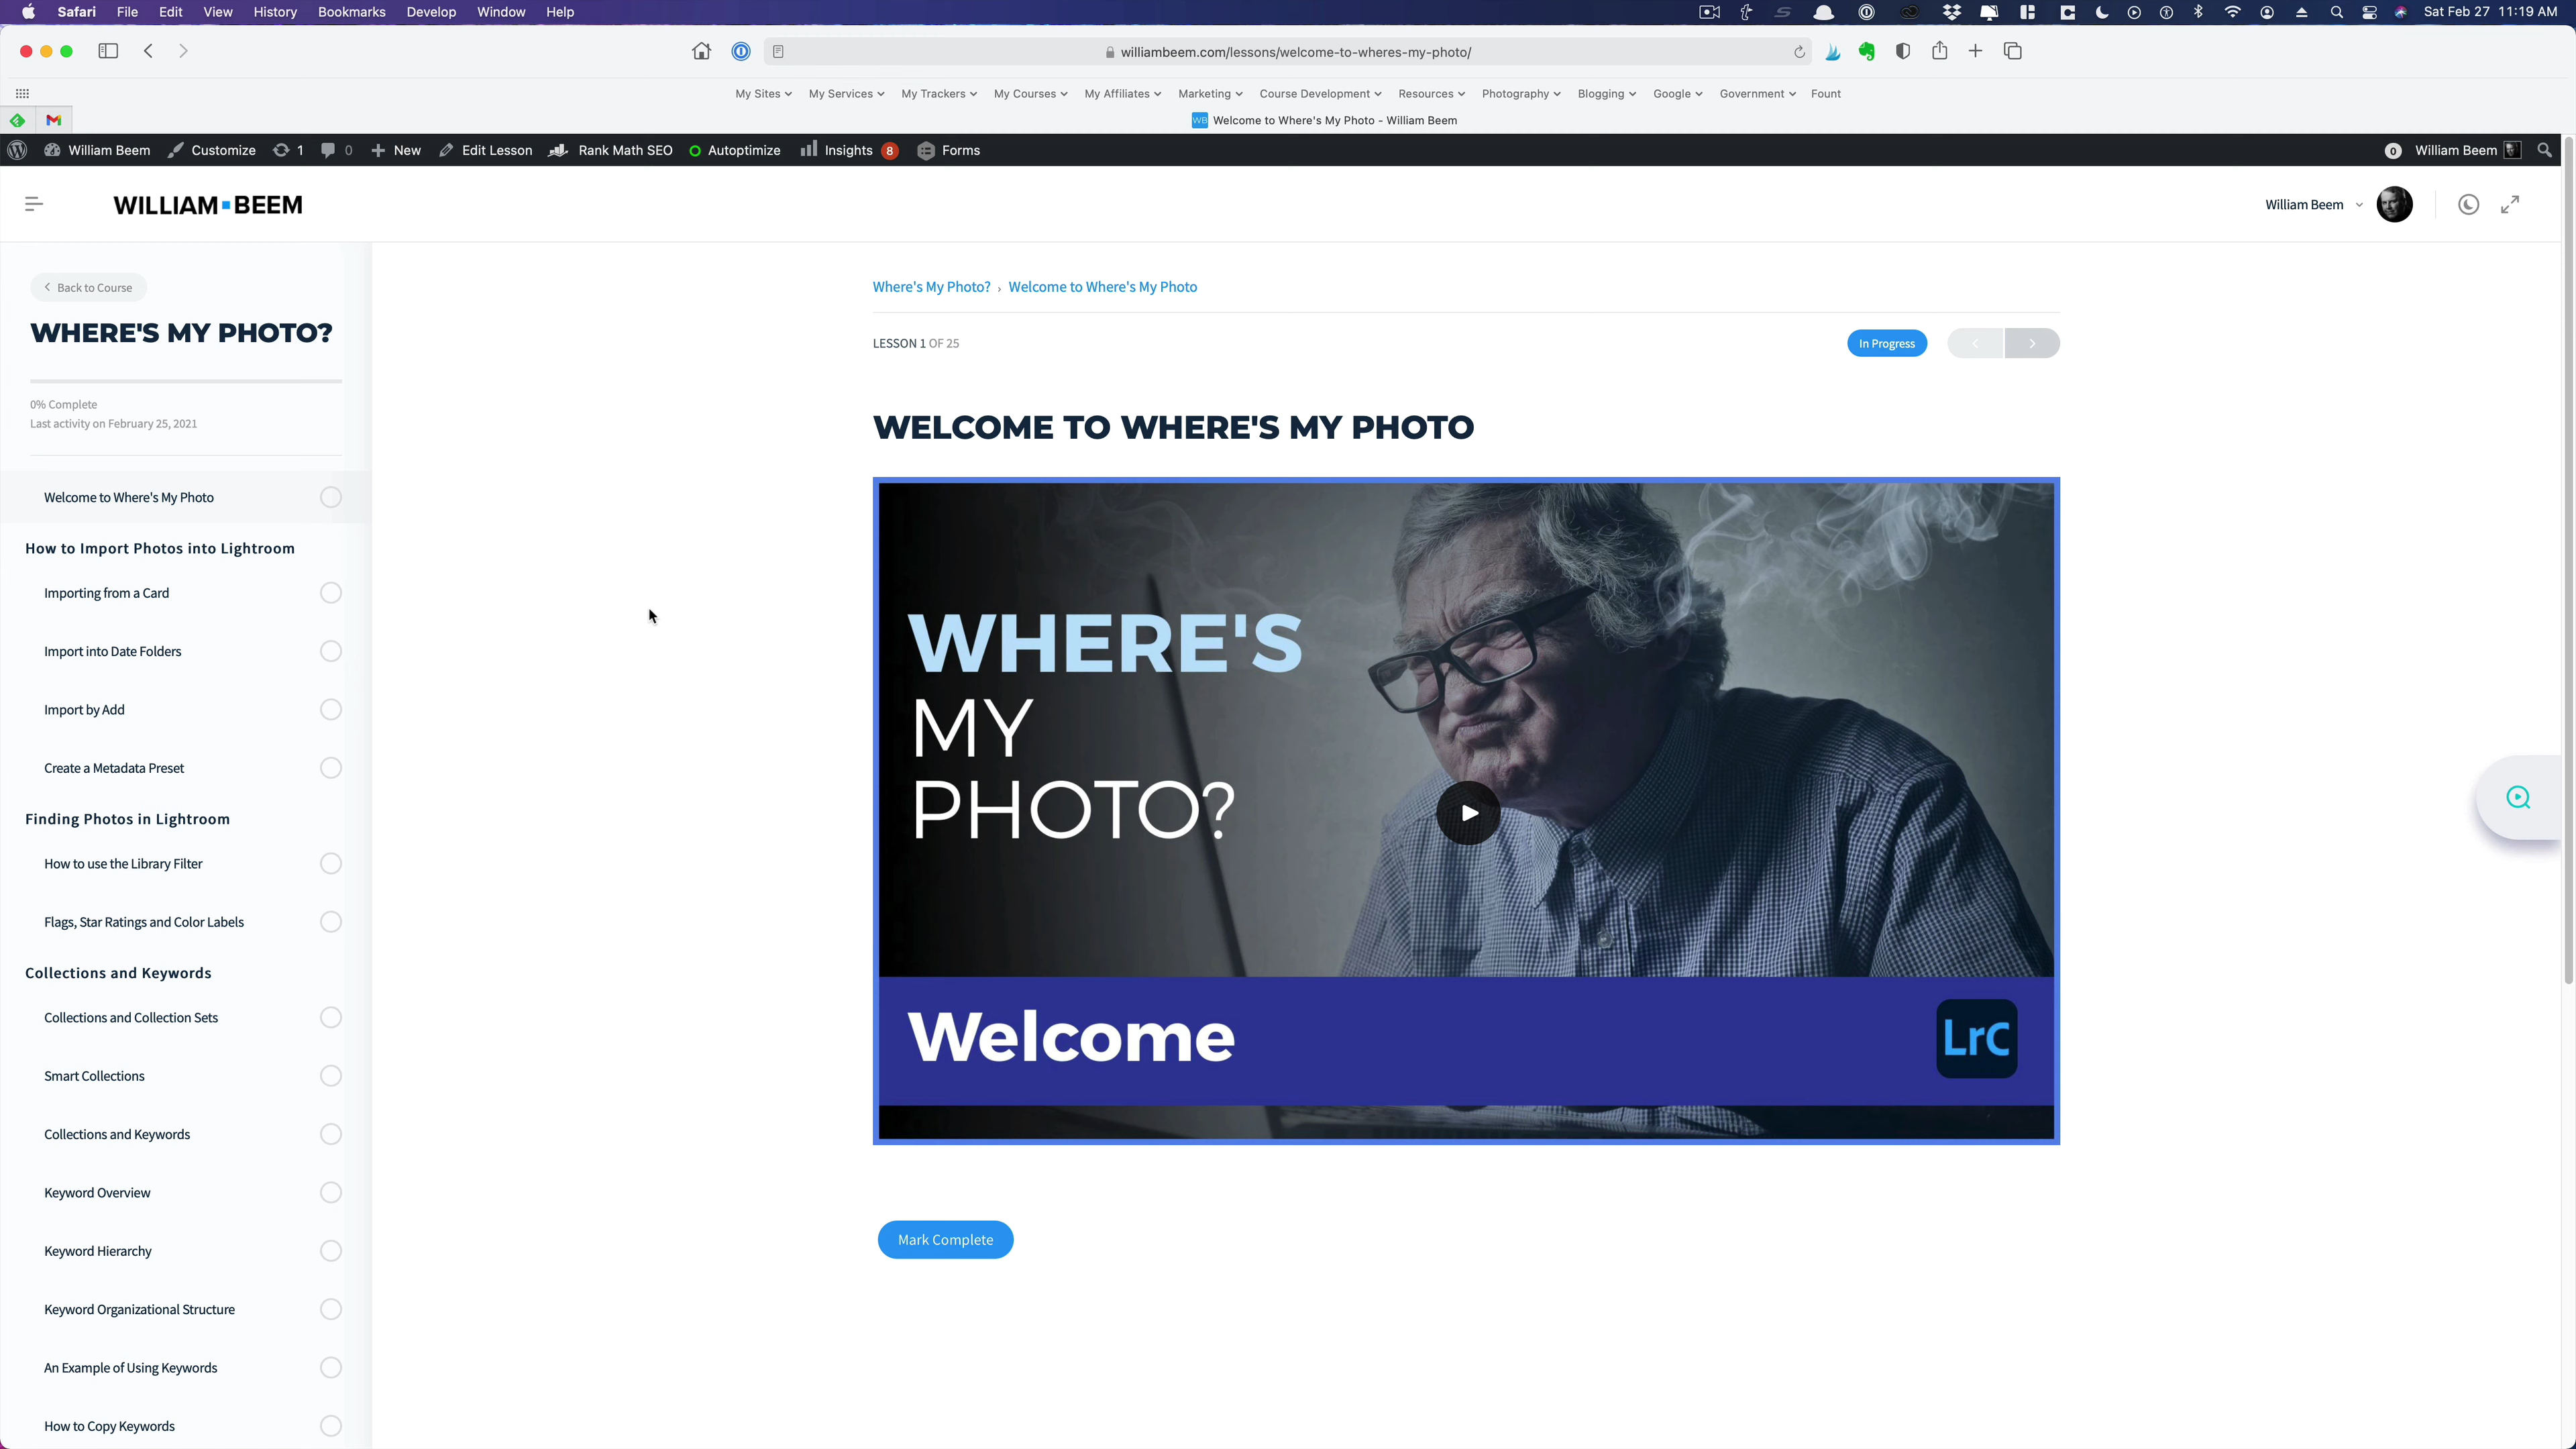 Safari File Edit View History Bookmarks Develop Window Help
Sat Feb 27 11:19 AM
williambeem.com/lessons/welcome-to-wheres-my-photo/
My Sites My Services My Trackers My Courses My Affiliates Marketing Course Development Resources Photography Blogging Google Government Fount
WB Welcome to Where's My Photo - William Beem
William Beem Customize 1 0 New Edit Lesson Rank Math SEO Autoptimize Insights 8 Forms
0 William Beem
WILLIAM BEEM
William Beem
Back to Course
WHERE'S MY PHOTO?
0% Complete
Last activity on February 25, 2021
Welcome to Where's My Photo
How to Import Photos into Lightroom
Importing from a Card
Import into Date Folders
Import by Add
Create a Metadata Preset
Finding Photos in Lightroom
How to use the Library Filter
Flags, Star Ratings and Color Labels
Collections and Keywords
Collections and Collection Sets
Smart Collections
Collections and Keywords
Keyword Overview
Keyword Hierarchy
Keyword Organizational Structure
An Example of Using Keywords
How to Copy Keywords
Where's My Photo? › Welcome to Where's My Photo
LESSON 1 OF 25
In Progress
WELCOME TO WHERE'S MY PHOTO
WHERE'S
MY
PHOTO?
Welcome
LrC
Mark Complete